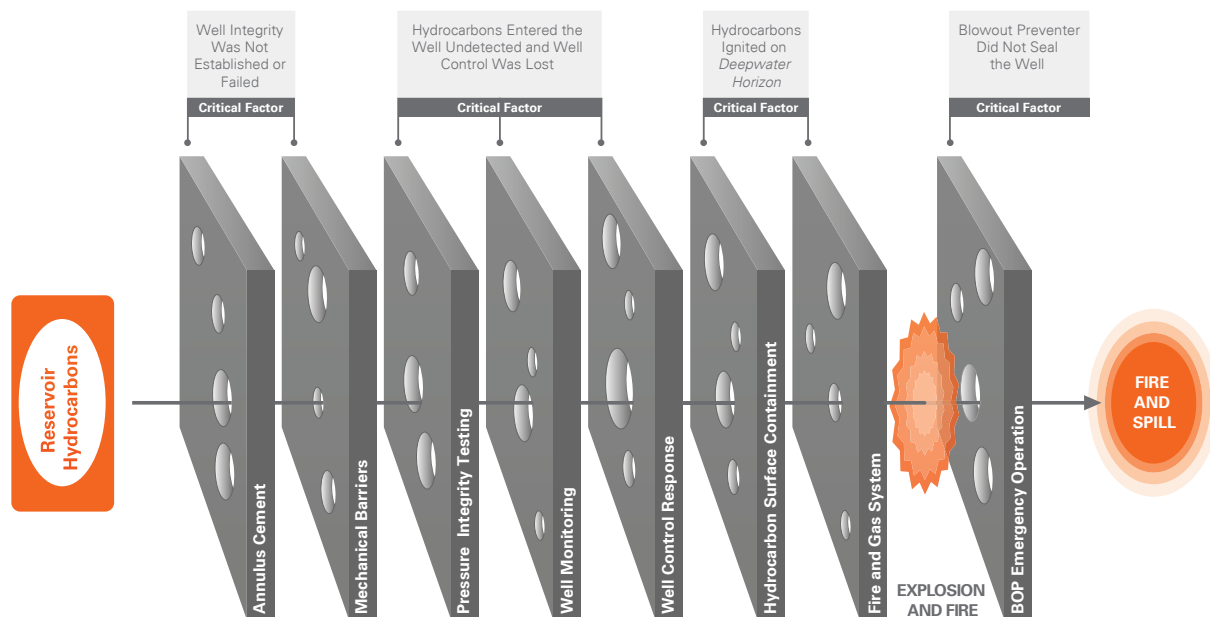 Well Integrity
Was Not
Established or
Failed
Critical Factor
Hydrocarbons Entered the
Well Undetected and Well
Control Was Lost
Critical Factor
Hydrocarbons
Ignited on
Deepwater
Horizon
Critical Factor
Blowout Preventer
Did Not Seal
the Well
Critical Factor
Reservoir
Hydrocarbons
Annulus Cement
Mechanical Barriers
Pressure Integrity Testing
Well Monitoring
Well Control Response
Hydrocarbon Surface Containment
Fire and Gas System
EXPLOSION
AND FIRE
BOP Emergency Operation
FIRE
AND
SPILL